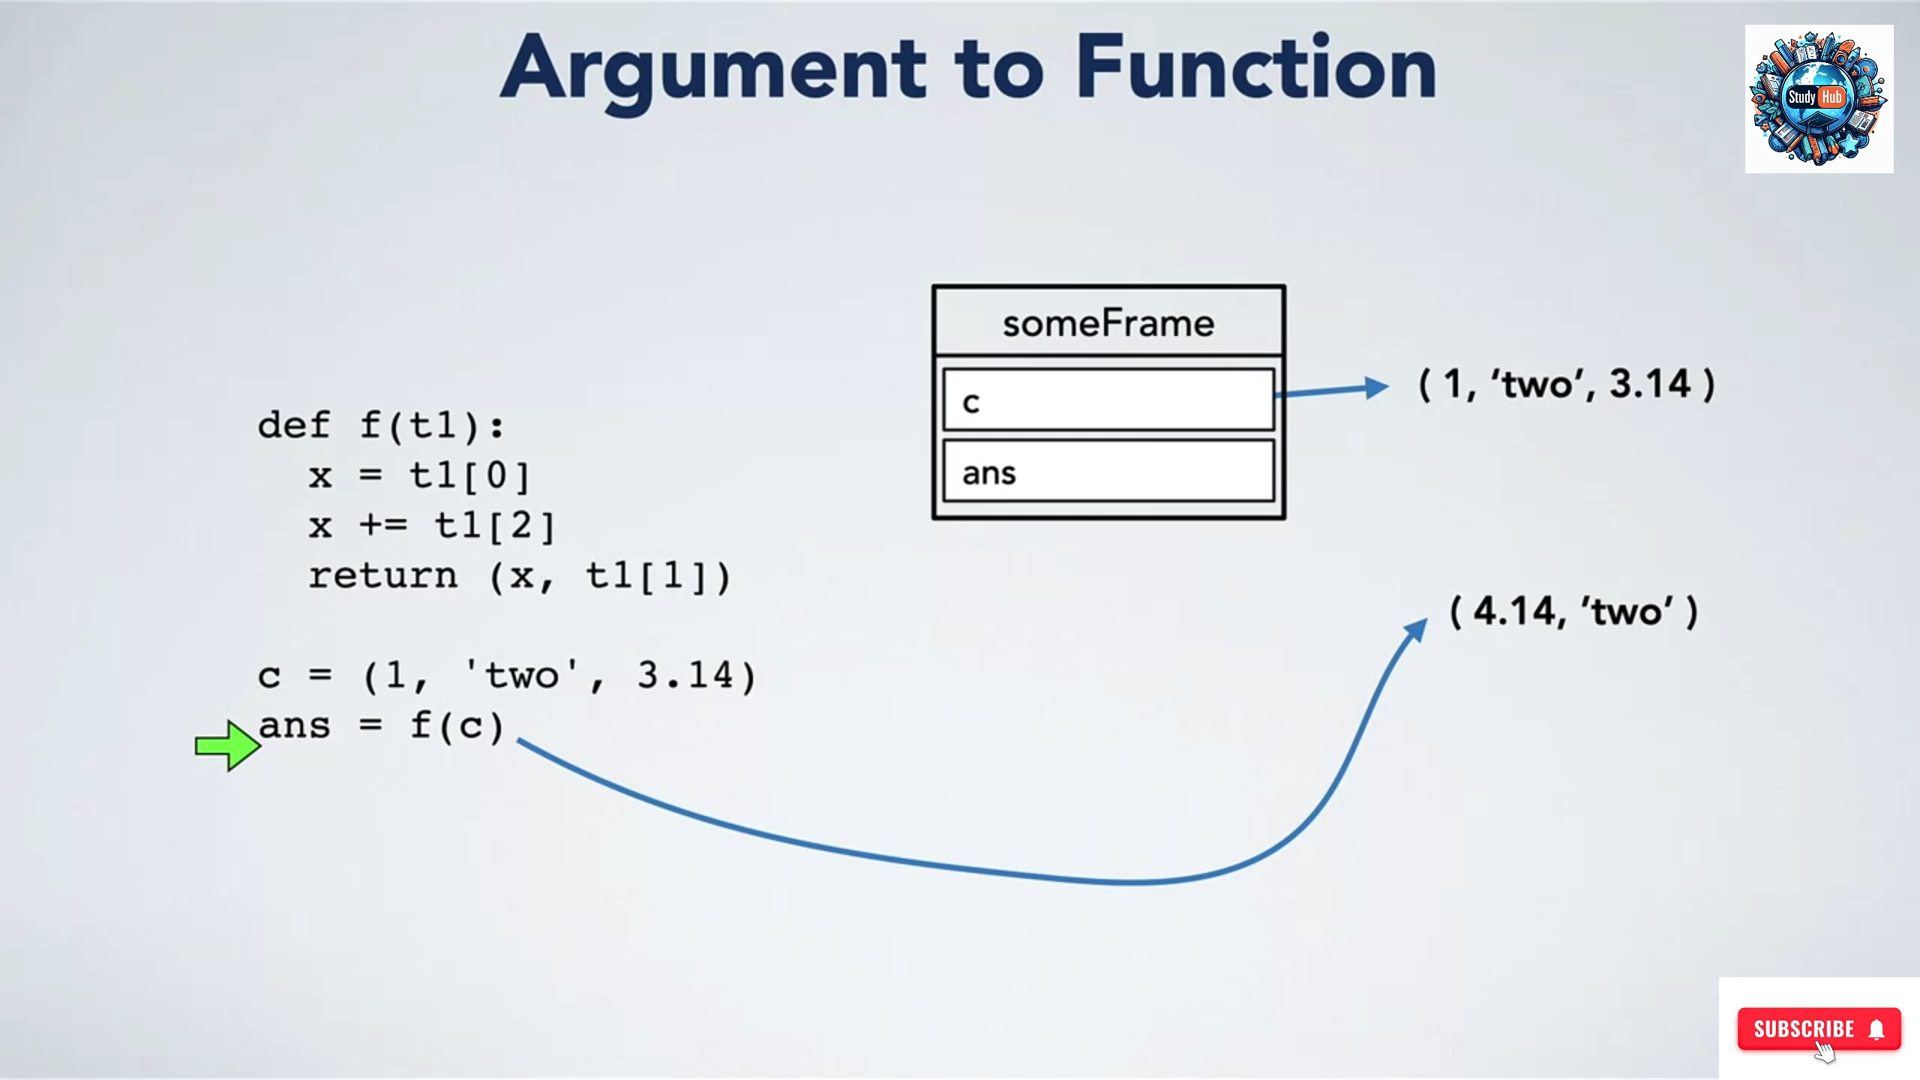 Argument to Function
Study Hub
someFrame
c
ans
( 1, ‘two’, 3.14 )
( 4.14, ’two’ )
def f(t1):
  x = t1[0]
  x += t1[2]
  return (x, t1[1])
c = (1, 'two', 3.14)
ans = f(c)
SUBSCRIBE